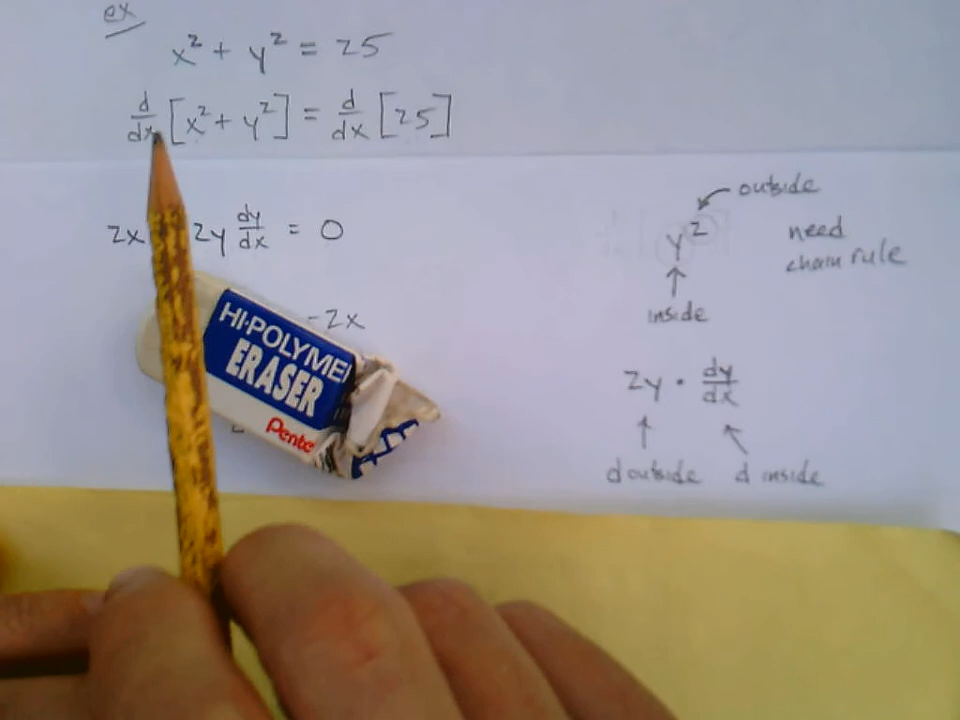 ex
x² + y² = 25
d/dx [x² + y²] = d/dx [25]
2x 2y dy/dx = 0
-2x
HI-POLYME
ERASER
Pente
outside
y²
need
chain rule
inside
2y · dy/dx
d outside d inside